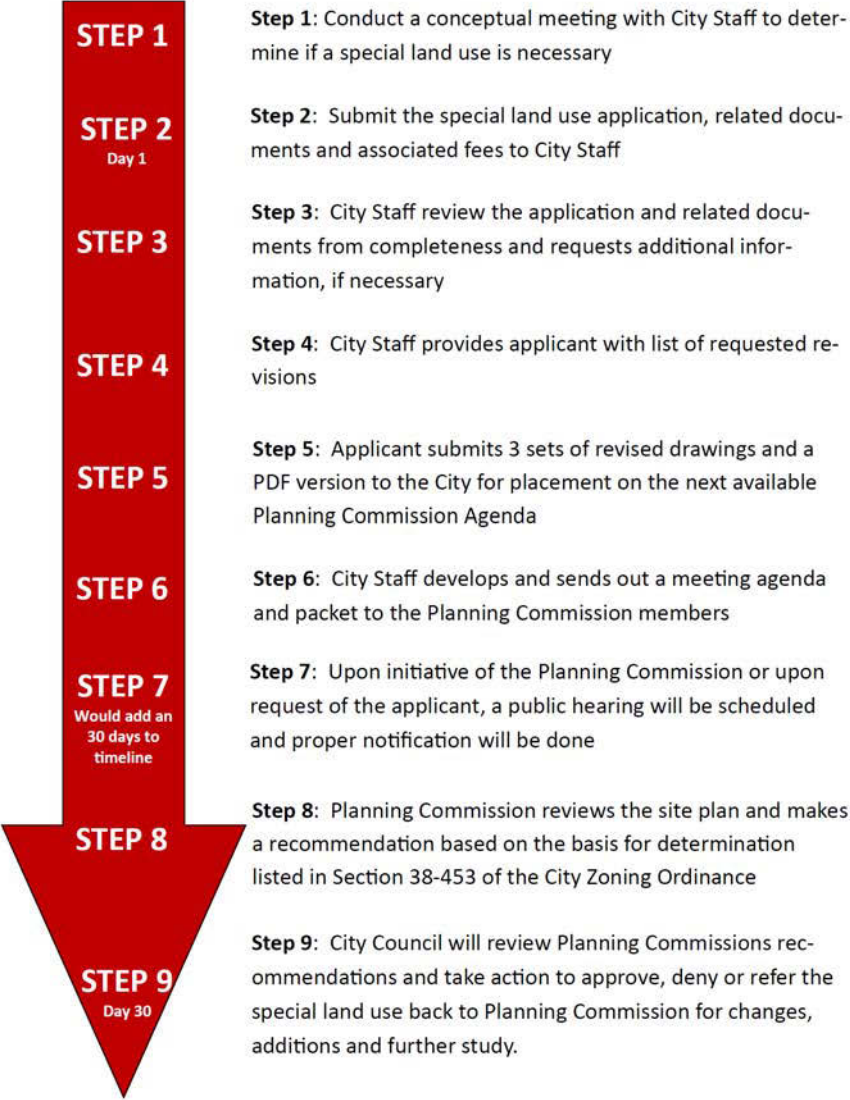 STEP 1
Step 1: Conduct a conceptual meeting with City Staff to deter-
mine if a special land use is necessary
STEP 2
Day 1
Step 2:  Submit the special land use application, related docu-
ments and associated fees to City Staff
STEP 3
Step 3:  City Staff review the application and related docu-
ments from completeness and requests additional infor-
mation, if necessary
STEP 4
Step 4:  City Staff provides applicant with list of requested re-
visions
STEP 5
Step 5:  Applicant submits 3 sets of revised drawings and a
PDF version to the City for placement on the next available
Planning Commission Agenda
STEP 6
Step 6:  City Staff develops and sends out a meeting agenda
and packet to the Planning Commission members
STEP 7
Would add an
30 days to
timeline
Step 7:  Upon initiative of the Planning Commission or upon
request of the applicant, a public hearing will be scheduled
and proper notification will be done
STEP 8
Step 8:  Planning Commission reviews the site plan and makes
a recommendation based on the basis for determination
listed in Section 38-453 of the City Zoning Ordinance
STEP 9
Day 30
Step 9:  City Council will review Planning Commissions rec-
ommendations and take action to approve, deny or refer the
special land use back to Planning Commission for changes,
additions and further study.